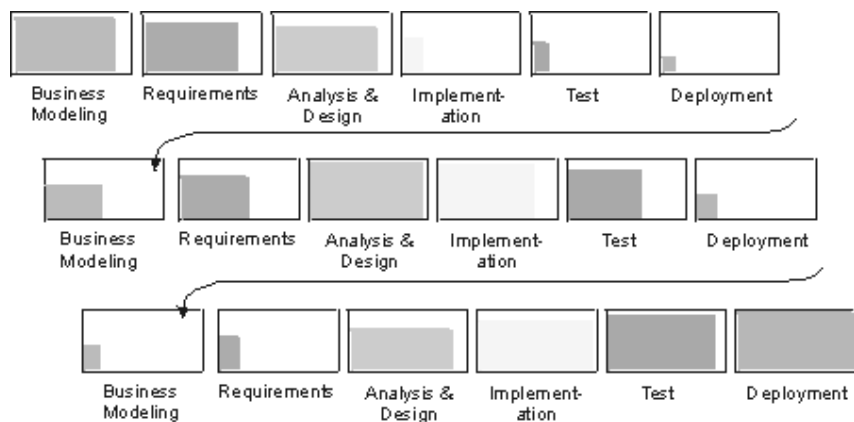 Business Modeling
Requirements
Analysis & Design
Implement-ation
Test
Deployment
Business Modeling
Requirements
Analysis & Design
Implement-ation
Test
Deployment
Business Modeling
Requirements
Analysis & Design
Implement-ation
Test
Deployment